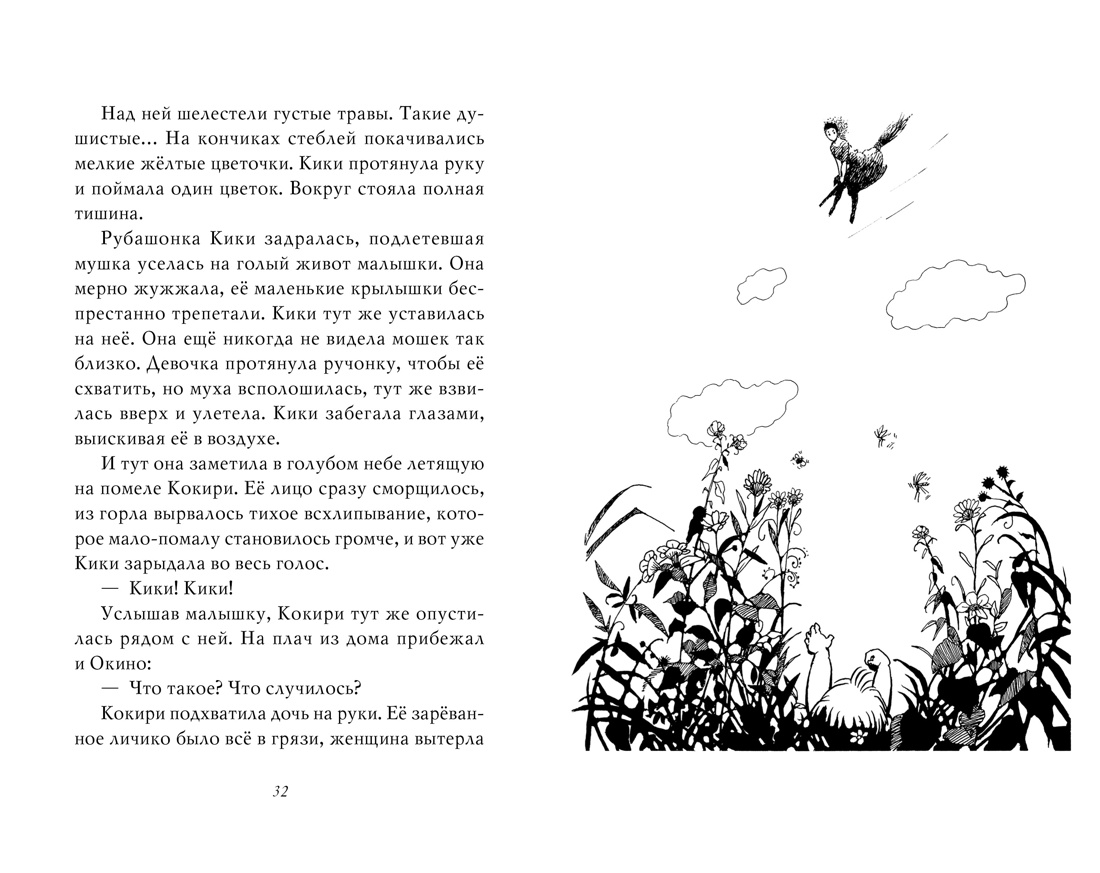 Над ней шелестели густые травы. Такие ду-
шистые... На кончиках стеблей покачивались
мелкие жёлтые цветочки. Кики протянула руку
и поймала один цветок. Вокруг стояла полная
тишина.
Рубашонка Кики задралась, подлетевшая
мушка уселась на голый живот малышки. Она
мерно жужжала, её маленькие крылышки бес-
престанно трепетали. Кики тут же уставилась
на неё. Она ещё никогда не видела мошек так
близко. Девочка протянула ручонку, чтобы её
схватить, но муха всполошилась, тут же взви-
лась вверх и улетела. Кики забегала глазами,
выискивая её в воздухе.
И тут она заметила в голубом небе летящую
на помеле Кокири. Её лицо сразу сморщилось,
из горла вырвалось тихое всхлипывание, кото-
рое мало-помалу становилось громче, и вот уже
Кики зарыдала во весь голос.
— Кики! Кики!
Услышав малышку, Кокири тут же опусти-
лась рядом с ней. На плач из дома прибежал
и Окино:
— Что такое? Что случилось?
Кокири подхватила дочь на руки. Её зарёван-
ное личико было всё в грязи, женщина вытерла
32